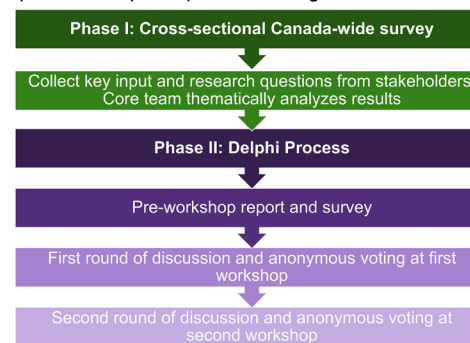 Phase I: Cross-sectional Canada-wide survey
Collect key input and research questions from stakeholders
Core team thematically analyzes results
Phase II: Delphi Process
Pre-workshop report and survey
First round of discussion and anonymous voting at first
workshop
Second round of discussion and anonymous voting at
second workshop